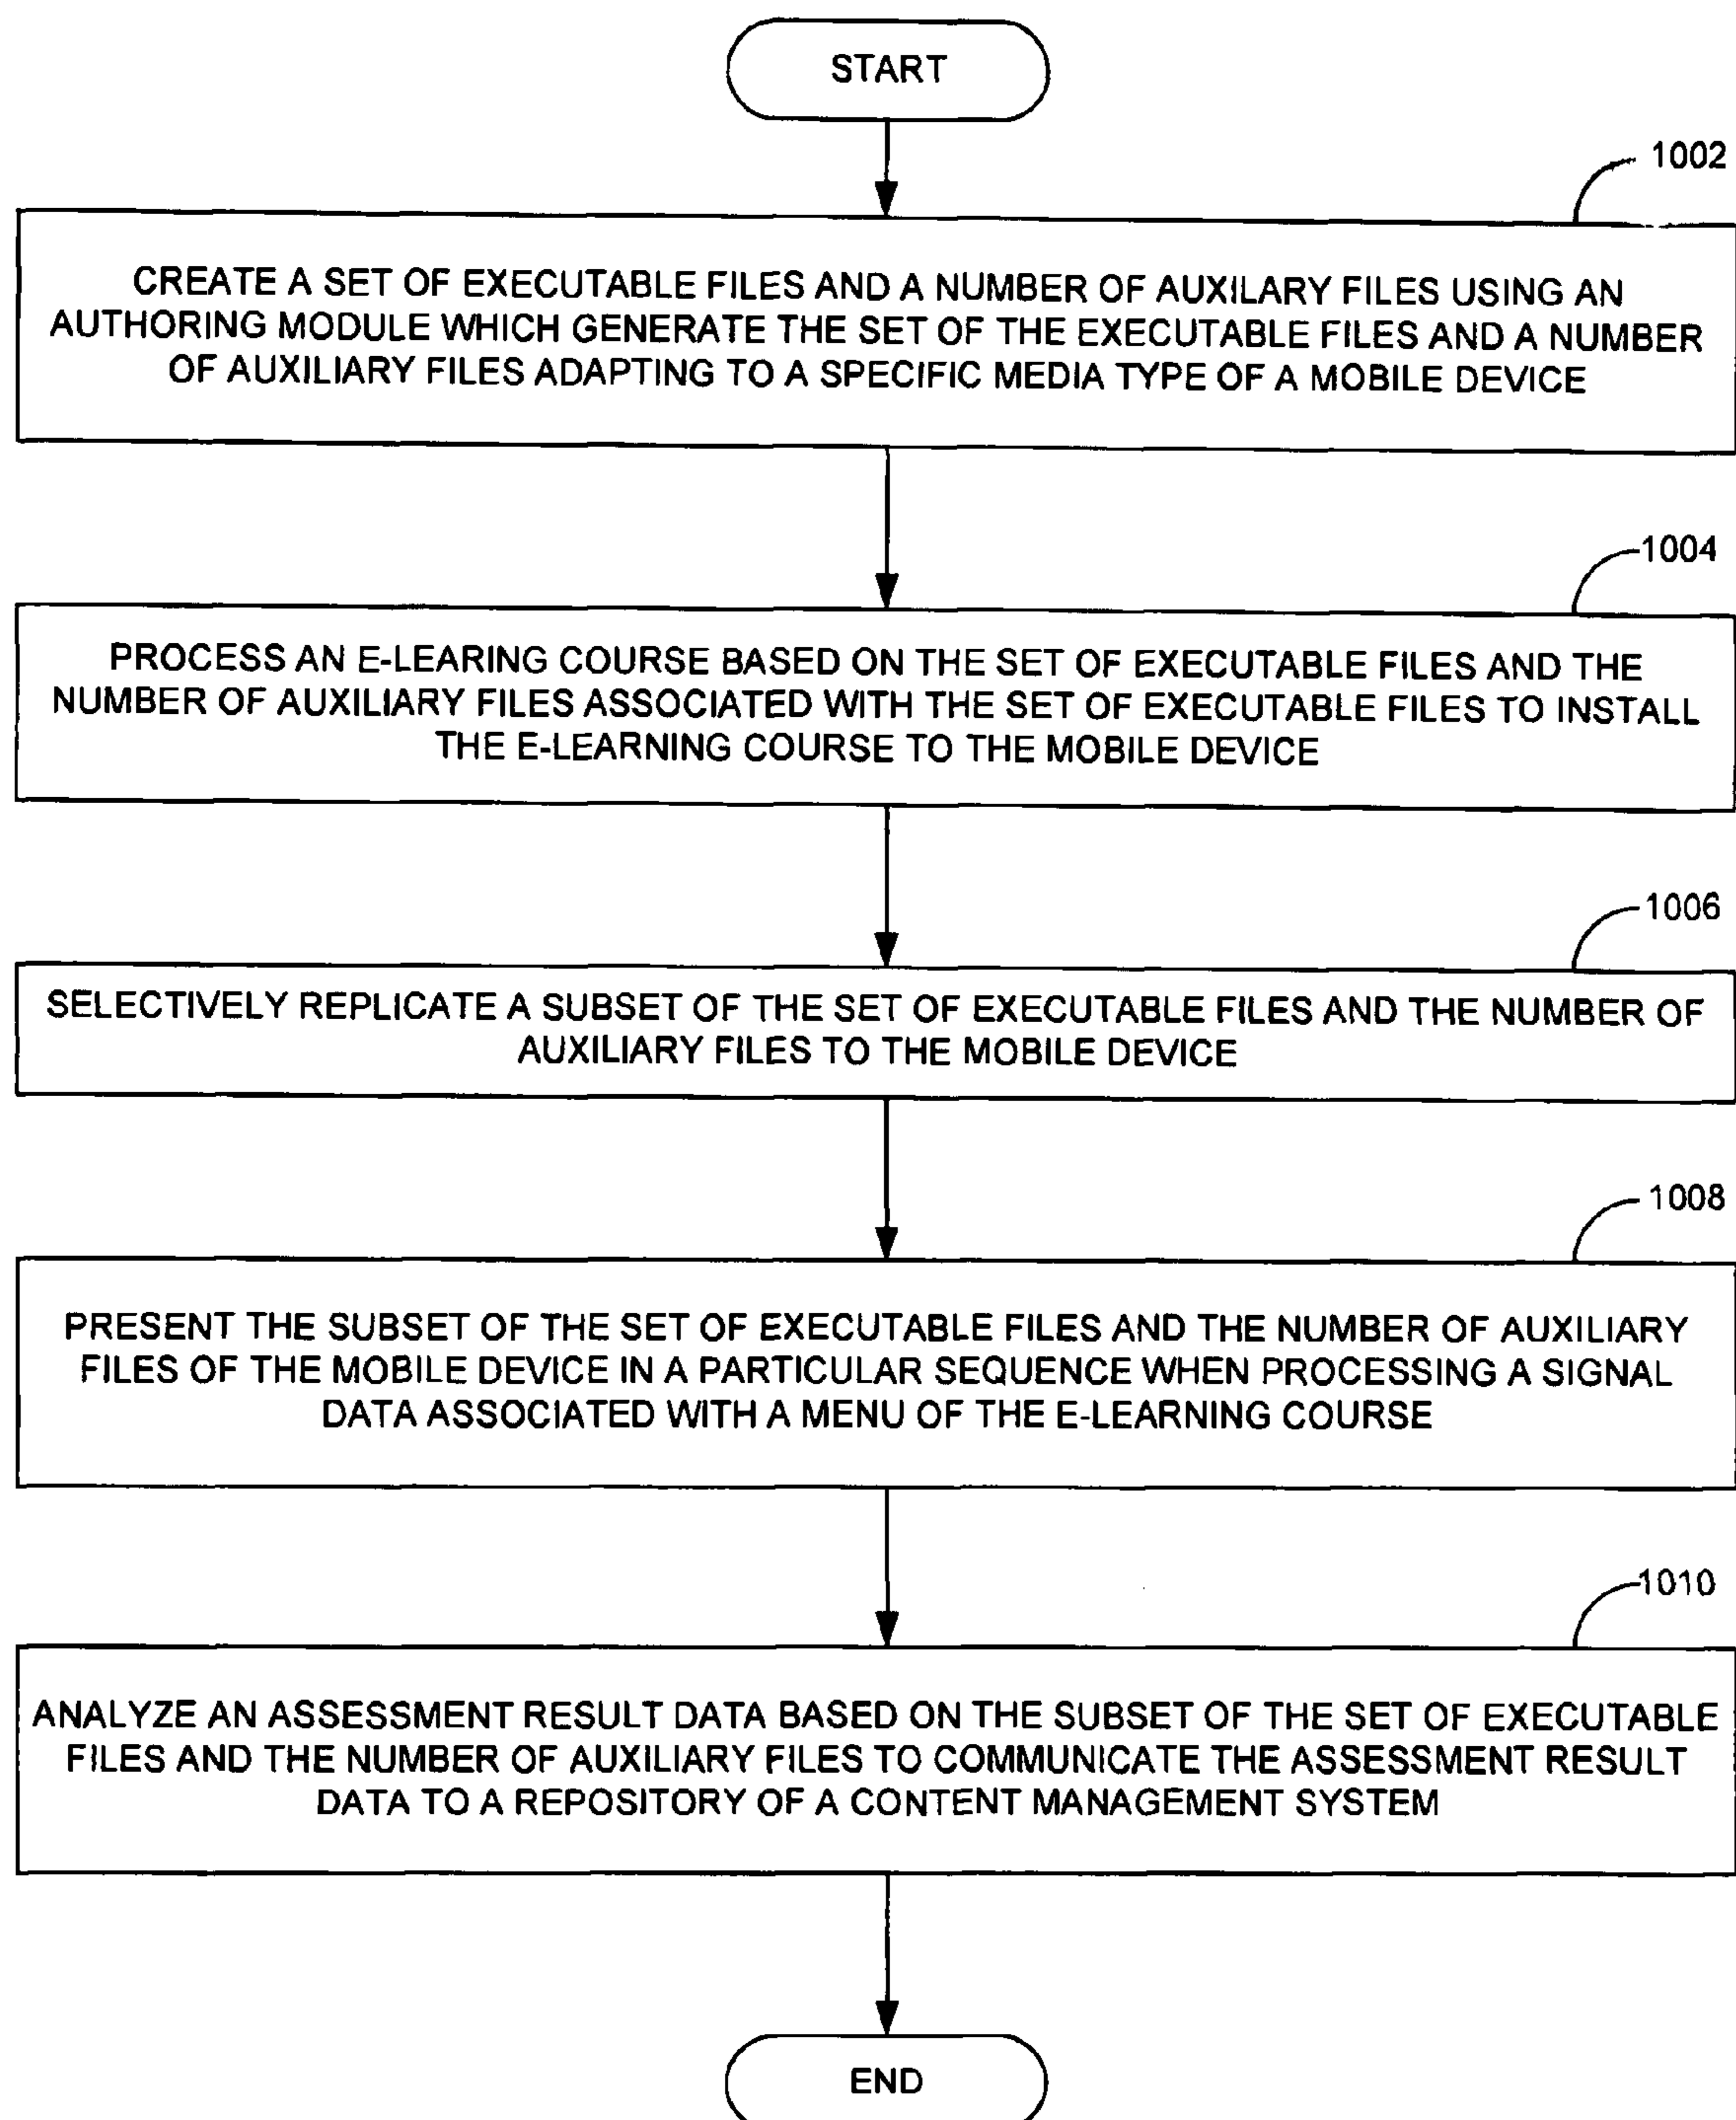 START
1002
CREATE A SET OF EXECUTABLE FILES AND A NUMBER OF AUXILARY FILES USING AN
AUTHORING MODULE WHICH GENERATE THE SET OF THE EXECUTABLE FILES AND A NUMBER
OF AUXILIARY FILES ADAPTING TO A SPECIFIC MEDIA TYPE OF A MOBILE DEVICE
1004
PROCESS AN E-LEARING COURSE BASED ON THE SET OF EXECUTABLE FILES AND THE
NUMBER OF AUXILIARY FILES ASSOCIATED WITH THE SET OF EXECUTABLE FILES TO INSTALL
THE E-LEARNING COURSE TO THE MOBILE DEVICE
1006
SELECTIVELY REPLICATE A SUBSET OF THE SET OF EXECUTABLE FILES AND THE NUMBER OF
AUXILIARY FILES TO THE MOBILE DEVICE
1008
PRESENT THE SUBSET OF THE SET OF EXECUTABLE FILES AND THE NUMBER OF AUXILIARY
FILES OF THE MOBILE DEVICE IN A PARTICULAR SEQUENCE WHEN PROCESSING A SIGNAL
DATA ASSOCIATED WITH A MENU OF THE E-LEARNING COURSE
1010
ANALYZE AN ASSESSMENT RESULT DATA BASED ON THE SUBSET OF THE SET OF EXECUTABLE
FILES AND THE NUMBER OF AUXILIARY FILES TO COMMUNICATE THE ASSESSMENT RESULT
DATA TO A REPOSITORY OF A CONTENT MANAGEMENT SYSTEM
END